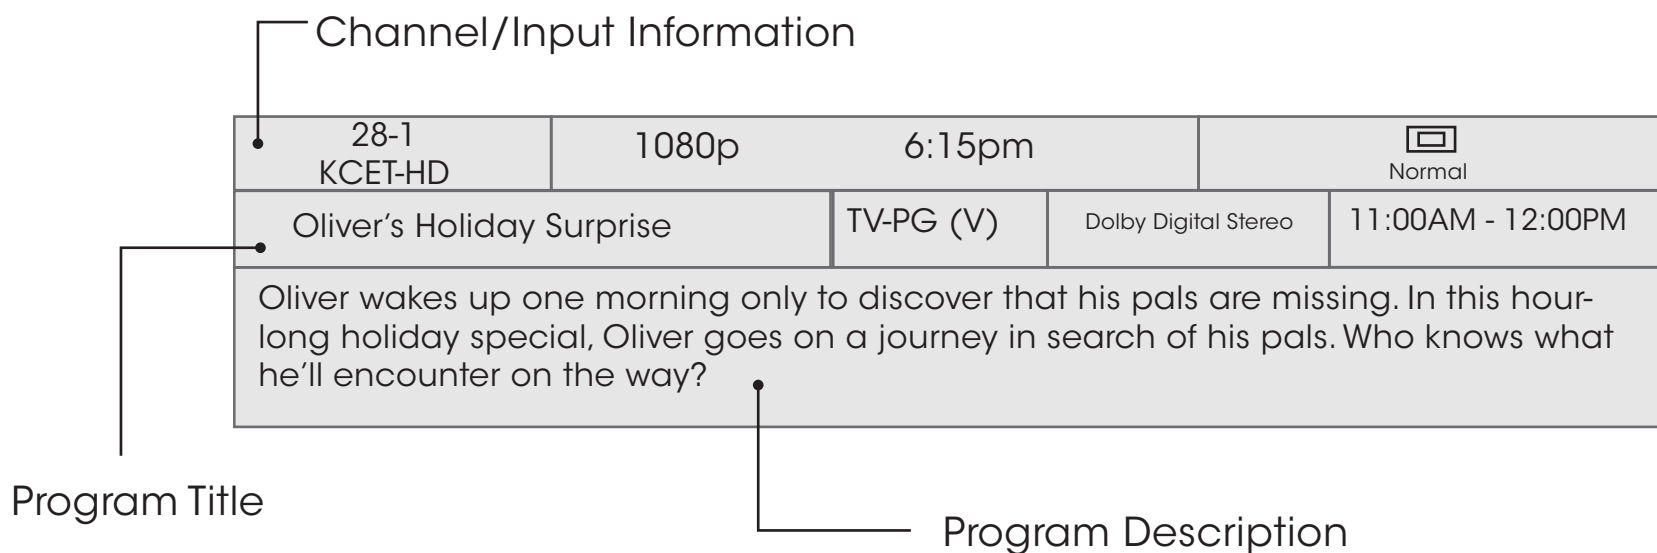 Channel/Input Information
28-1
KCET-HD
1080p
6:15pm
Normal
Oliver’s Holiday Surprise
TV-PG (V)
Dolby Digital Stereo
11:00AM - 12:00PM
Oliver wakes up one morning only to discover that his pals are missing. In this hour-
long holiday special, Oliver goes on a journey in search of his pals. Who knows what
he’ll encounter on the way?
Program Title
Program Description